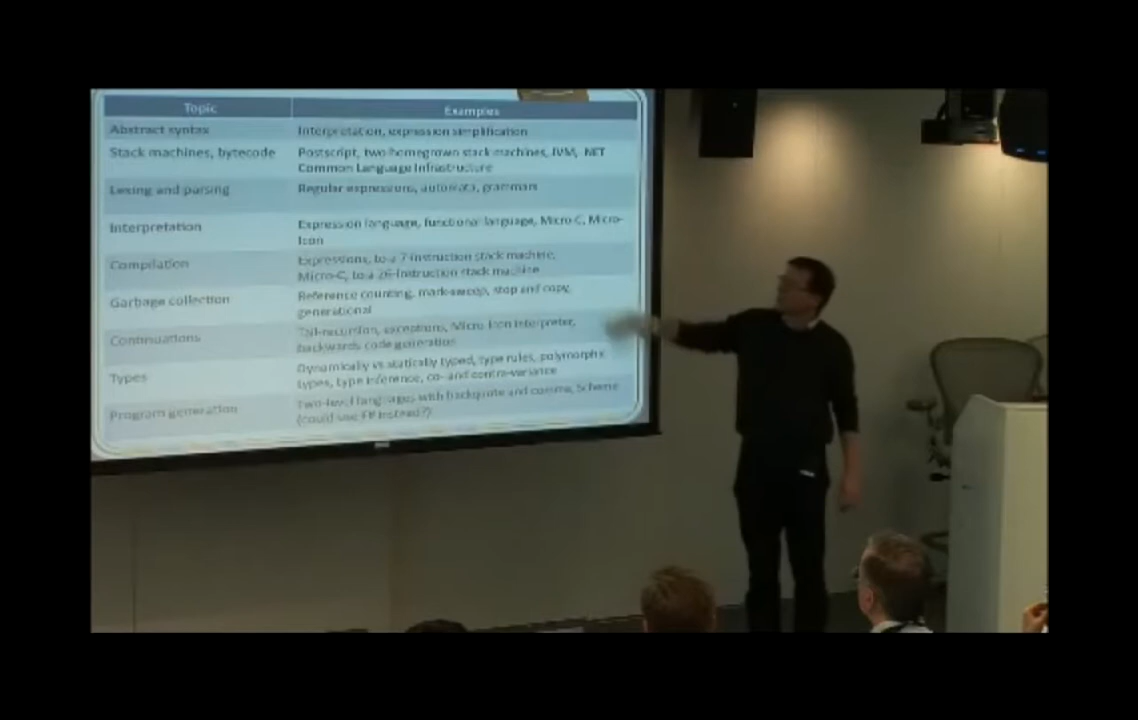 Topic Examples
Abstract syntax Interpretation, expression simplification
Stack machines, bytecode Postscript, two homegrown stack machines, JVM, .NET
Common Language Infrastructure
Lexing and parsing Regular expressions, automata, grammars
Interpretation Expression language, functional language, Micro-C, Micro-
Icon
Compilation Expressions, to a 7-instruction stack machine,
Micro-C, to a 26-instruction stack machine
Garbage collection Reference counting, mark-sweep, stop and copy,
generational
Continuations Tail-recursion, exceptions, Micro-Icon interpreter,
backwards code generation
Types Dynamically vs statically typed, type rules, polymorphic
types, type inference, co- and contra-variance
Program generation Two-level languages with backquote and comma, Scheme
(could use F# instead?)